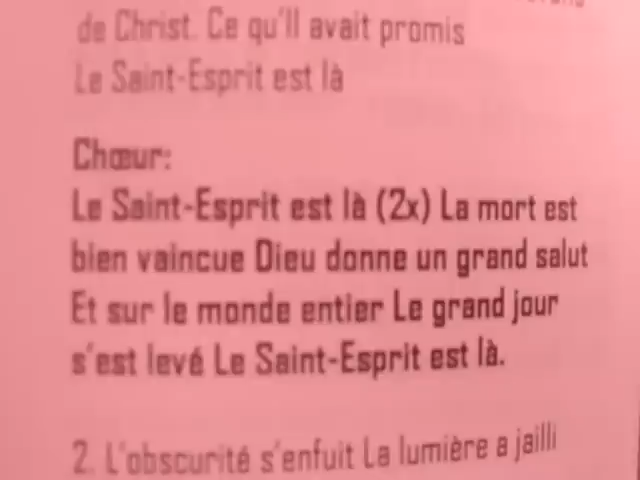 de Christ. Ce qu'Il avait promis
Le Saint-Esprit est là
Chœur:
Le Saint-Esprit est là (2x) La mort est
bien vaincue Dieu donne un grand salut
Et sur le monde entier Le grand jour
s'est levé Le Saint-Esprit est là.
2. L'obscurité s'enfuit La lumière a jailli